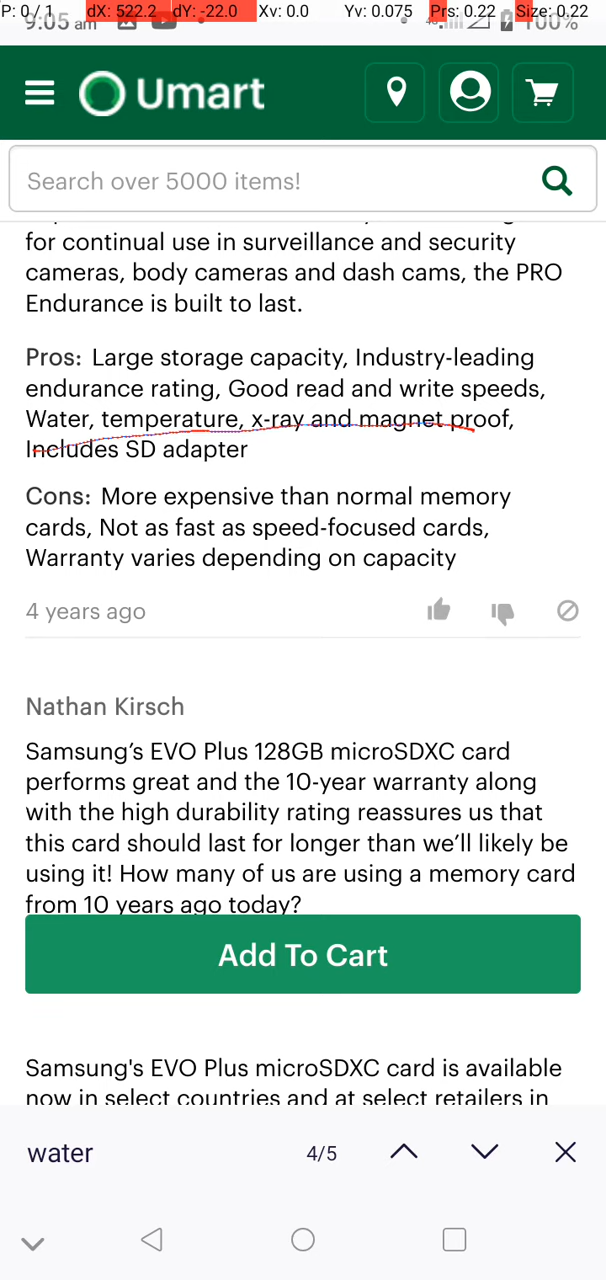 P: 0 / 1 dX: 522.2 dY: -22.0 Xv: 0.0 Yv: 0.075 Prs: 0.22 Size: 0.22
9:05 am 100%
Umart
Search over 5000 items!
for continual use in surveillance and security
cameras, body cameras and dash cams, the PRO
Endurance is built to last.
Pros: Large storage capacity, Industry-leading
endurance rating, Good read and write speeds,
Water, temperature, x-ray and magnet proof,
Includes SD adapter
Cons: More expensive than normal memory
cards, Not as fast as speed-focused cards,
Warranty varies depending on capacity
4 years ago
Nathan Kirsch
Samsung’s EVO Plus 128GB microSDXC card
performs great and the 10-year warranty along
with the high durability rating reassures us that
this card should last for longer than we’ll likely be
using it! How many of us are using a memory card
from 10 years ago today?
Add To Cart
Samsung's EVO Plus microSDXC card is available
now in select countries and at select retailers in
water 4/5